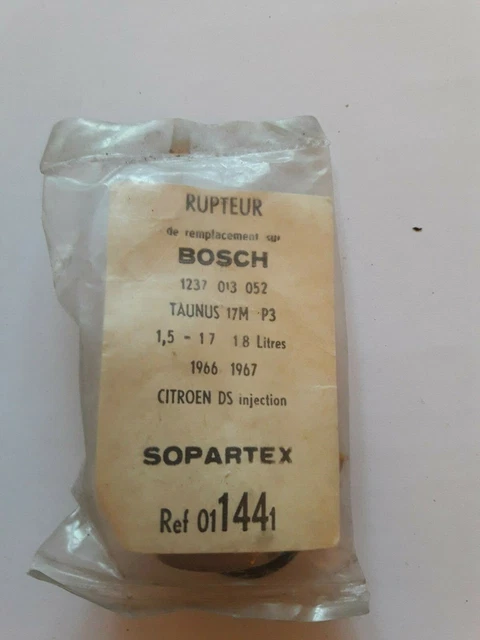 RUPTEUR
de remplacement sur
BOSCH
1237 013 052
TAUNUS 17M P3
1,5 - 17 18 Litres
1966 1967
CITROEN DS injection
SOPARTEX
Ref 011441